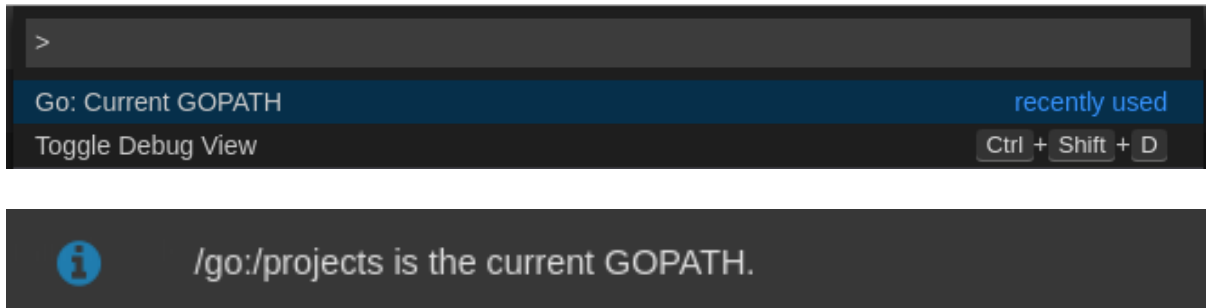 >
Go: Current GOPATH recently used
Toggle Debug View Ctrl + Shift + D
/go:/projects is the current GOPATH.